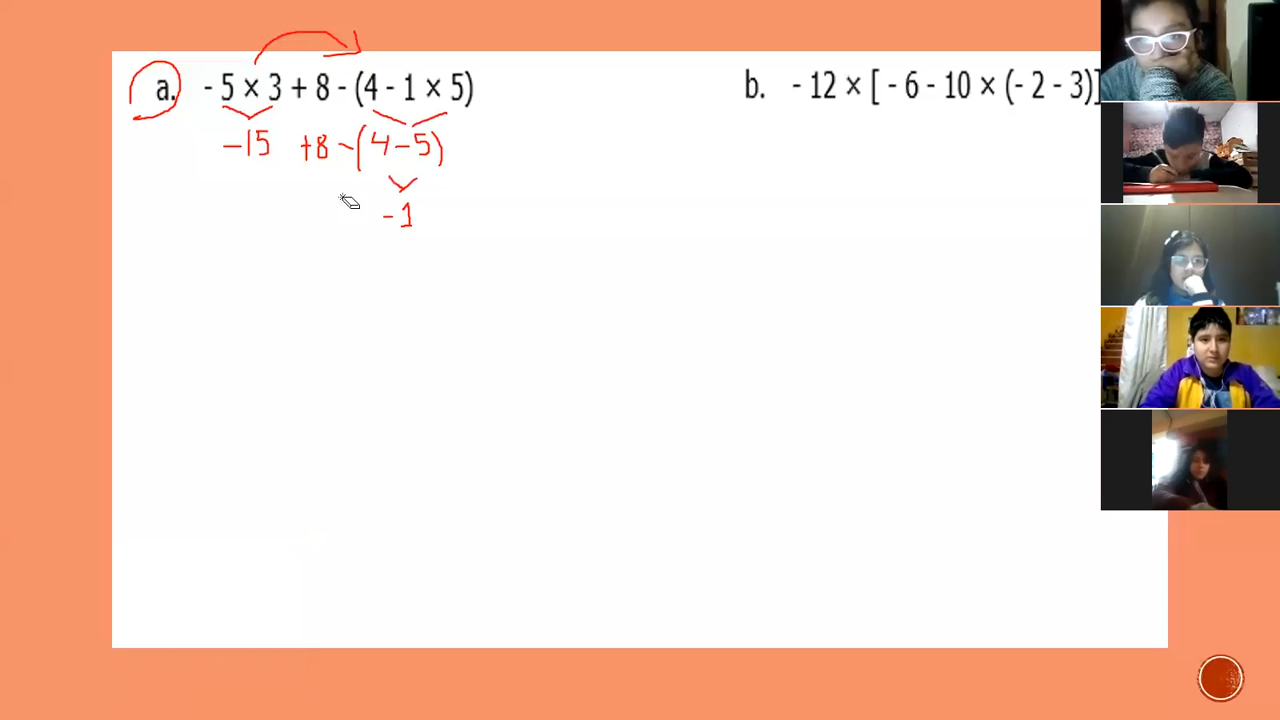 a. - 5 × 3 + 8 - (4 - 1 × 5)
b. - 12 × [ - 6 - 10 × (- 2 - 3)]
-15 +8 -(4-5)
-1